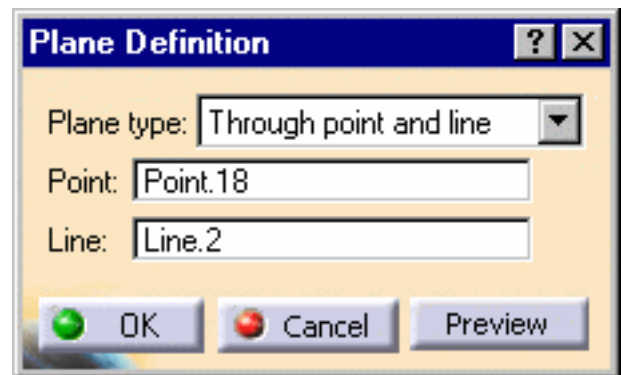 Plane Definition ? X
Plane type: Through point and line
Point: Point.18
Line: Line.2
OK Cancel Preview